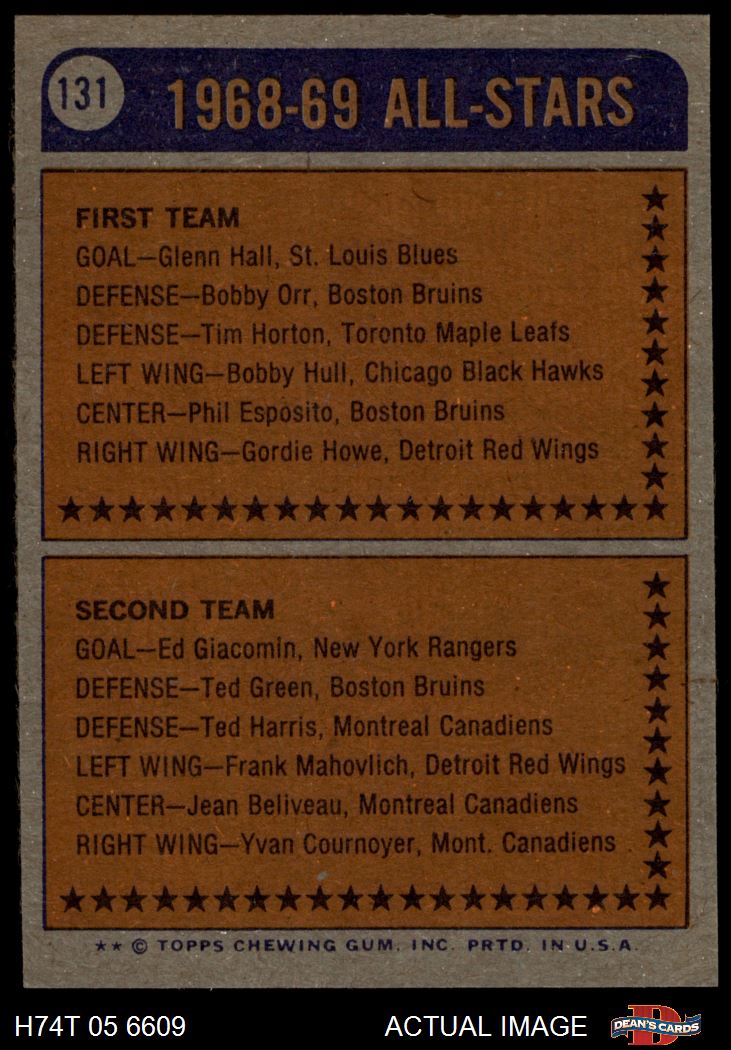 131
1968-69 ALL-STARS
FIRST TEAM
GOAL—Glenn Hall, St. Louis Blues
DEFENSE—Bobby Orr, Boston Bruins
DEFENSE—Tim Horton, Toronto Maple Leafs
LEFT WING—Bobby Hull, Chicago Black Hawks
CENTER—Phil Esposito, Boston Bruins
RIGHT WING—Gordie Howe, Detroit Red Wings
SECOND TEAM
GOAL—Ed Giacomin, New York Rangers
DEFENSE—Ted Green, Boston Bruins
DEFENSE—Ted Harris, Montreal Canadiens
LEFT WING—Frank Mahovlich, Detroit Red Wings
CENTER—Jean Beliveau, Montreal Canadiens
RIGHT WING—Yvan Cournoyer, Mont. Canadiens
★★ © TOPPS CHEWING GUM, INC. PRTD. IN U.S.A.
H74T 05 6609 ACTUAL IMAGE D DEAN'S CARDS